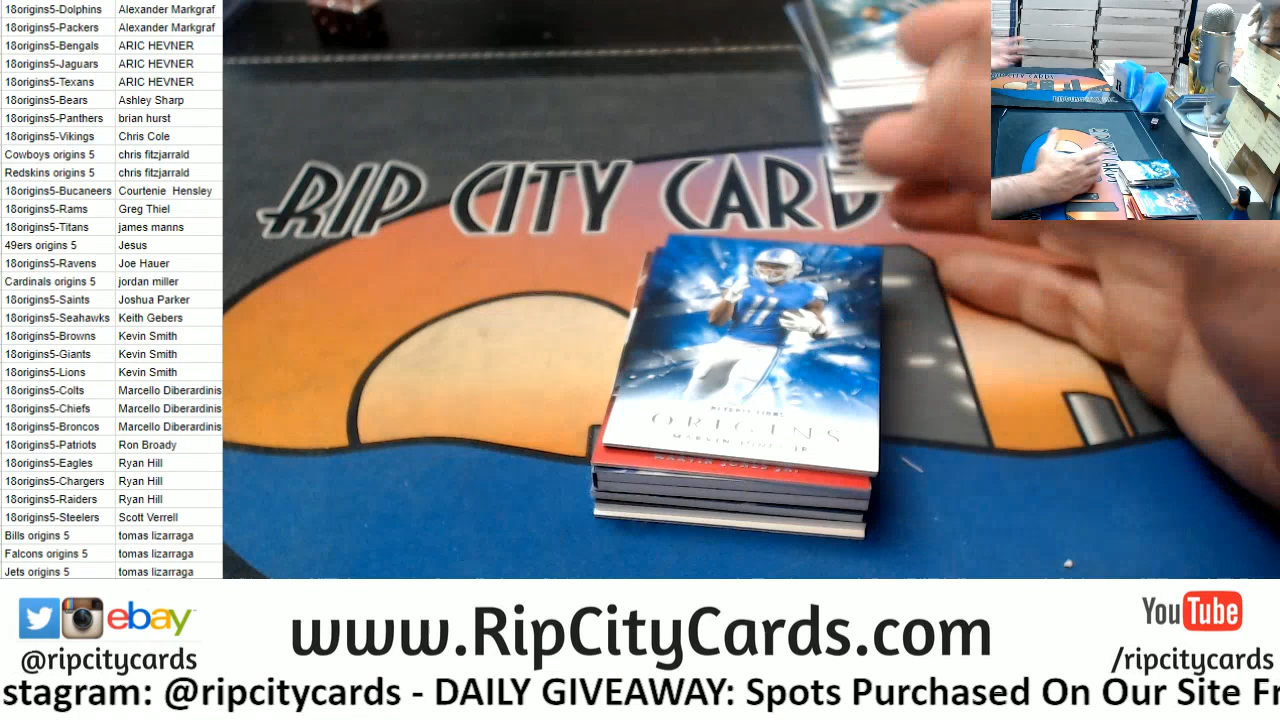 18origins5-Dolphins Alexander Markgraf
18origins5-Packers Alexander Markgraf
18origins5-Bengals ARIC HEVNER
18origins5-Jaguars ARIC HEVNER
18origins5-Texans ARIC HEVNER
18origins5-Bears Ashley Sharp
18origins5-Panthers brian hurst
18origins5-Vikings Chris Cole
Cowboys origins 5 chris fitzjarrald
Redskins origins 5 chris fitzjarrald
18origins5-Bucaneers Courtenie Hensley
18origins5-Rams Greg Thiel
18origins5-Titans james manns
49ers origins 5 Jesus
18origins5-Ravens Joe Hauer
Cardinals origins 5 jordan miller
18origins5-Saints Joshua Parker
18origins5-Seahawks Keith Gebers
18origins5-Browns Kevin Smith
18origins5-Giants Kevin Smith
18origins5-Lions Kevin Smith
18origins5-Colts Marcello Diberardinis
18origins5-Chiefs Marcello Diberardinis
18origins5-Broncos Marcello Diberardinis
18origins5-Patriots Ron Broady
18origins5-Eagles Ryan Hill
18origins5-Chargers Ryan Hill
18origins5-Raiders Ryan Hill
18origins5-Steelers Scott Verrell
Bills origins 5 tomas lizarraga
Falcons origins 5 tomas lizarraga
Jets origins 5 tomas lizarraga
RIP CITY CARD
11
ORIGINS
ebay
@ripcitycards
www.RipCityCards.com
YouTube
/ripcitycards
stagram: @ripcitycards - DAILY GIVEAWAY: Spots Purchased On Our Site Fr